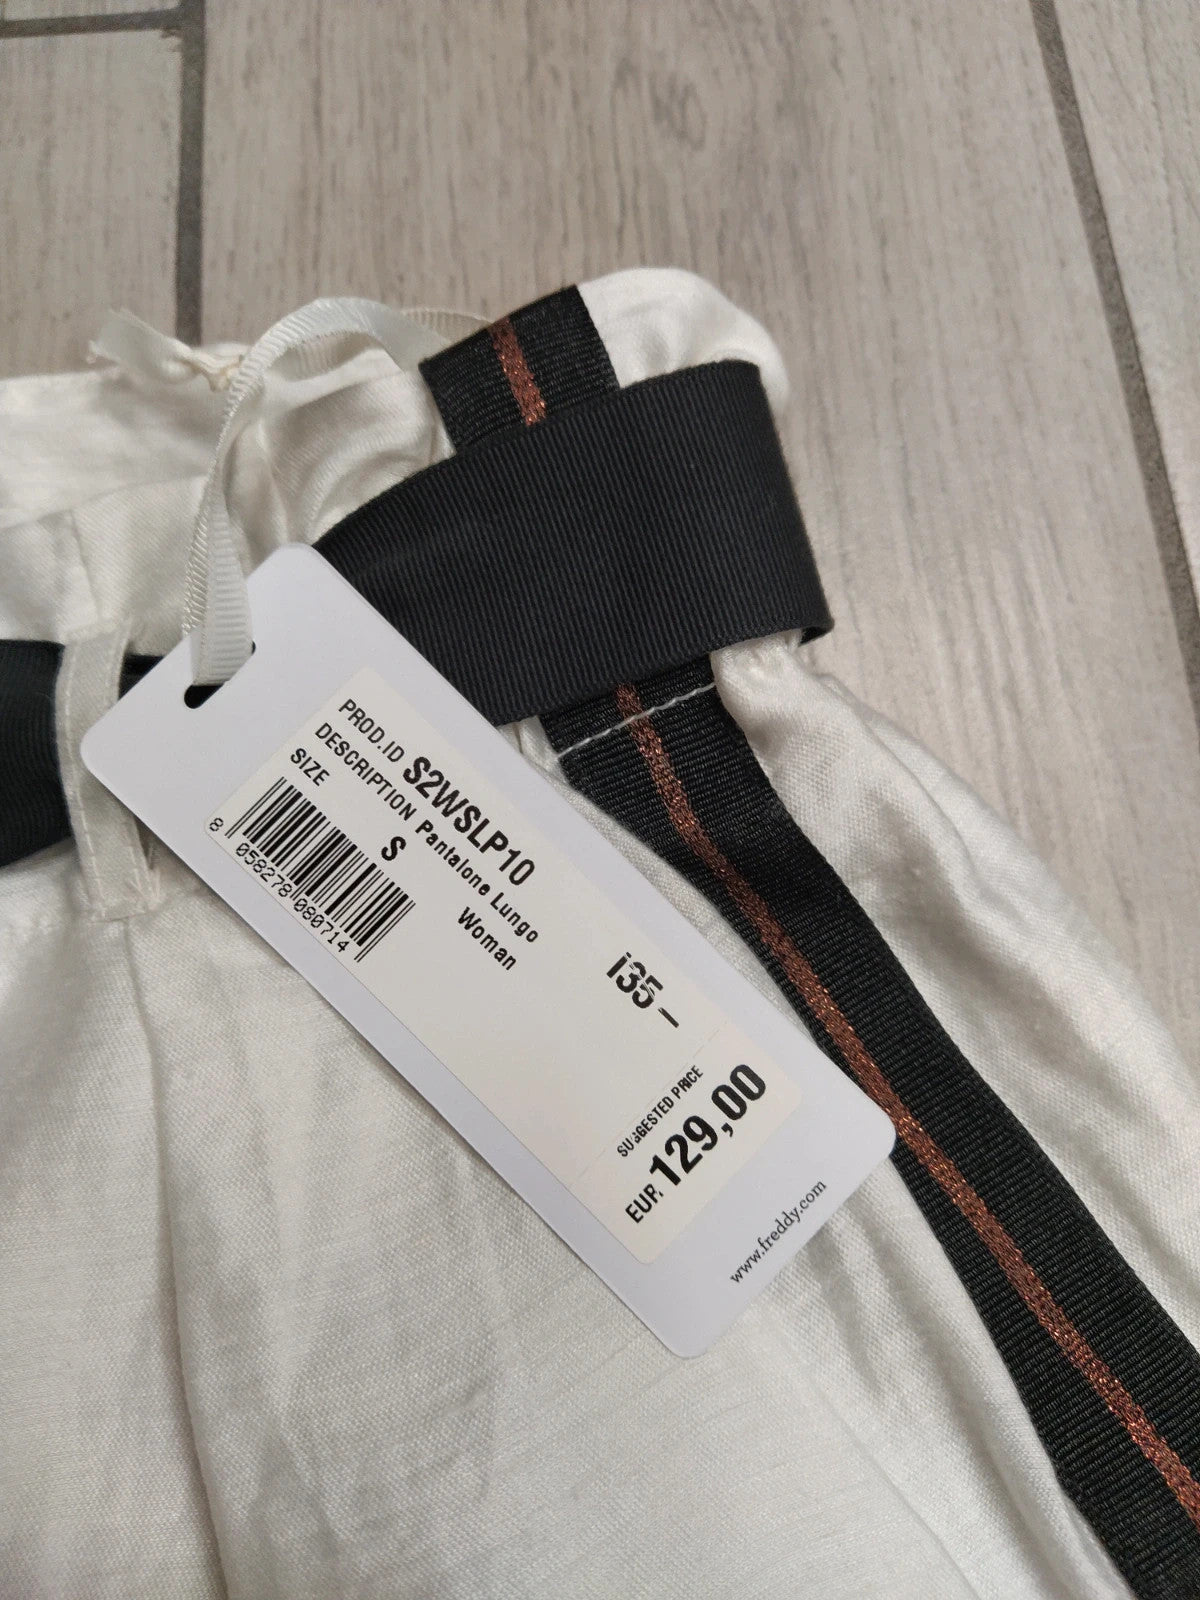 PROD.ID S2WSLP10
DESCRIPTION Pantalone Lungo
Woman
SIZE S
8 058278 080714
i35-
SUGGESTED PRICE
EUR 129,00
www.freddy.com